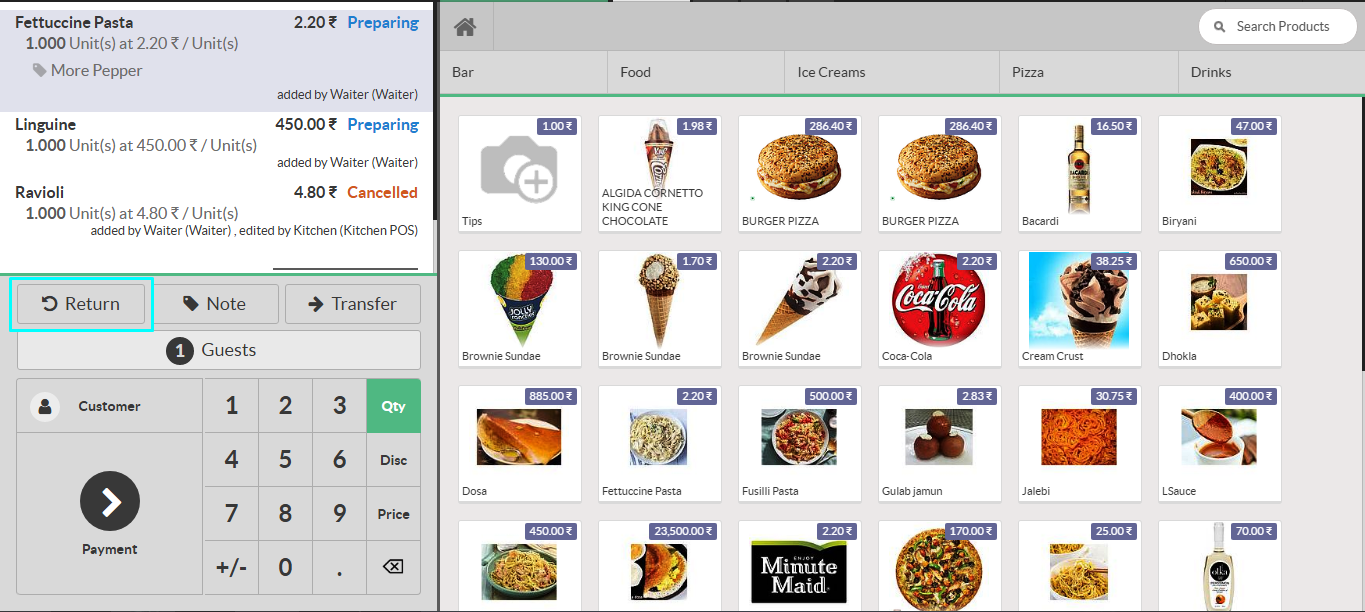 Fettuccine Pasta 2.20 ₹ Preparing
1.000 Unit(s) at 2.20 ₹ / Unit(s)
More Pepper
added by Waiter (Waiter)
Linguine 450.00 ₹ Preparing
1.000 Unit(s) at 450.00 ₹ / Unit(s)
added by Waiter (Waiter)
Ravioli 4.80 ₹ Cancelled
1.000 Unit(s) at 4.80 ₹ / Unit(s)
added by Waiter (Waiter) , edited by Kitchen (Kitchen POS)
Return Note Transfer
1 Guests
Customer 1 2 3 Qty
4 5 6 Disc
7 8 9 Price
Payment
+/- 0 .
Search Products
Bar Food Ice Creams Pizza Drinks
1.00 ₹ 1.98 ₹ 286.40 ₹ 286.40 ₹ 16.50 ₹ 47.00 ₹
BACARDI
ALGIDA CORNETTO
KING CONE
Tips CHOCOLATE BURGER PIZZA BURGER PIZZA Bacardi Biryani
130.00 ₹ 1.70 ₹ 2.20 ₹ 2.20 ₹ 38.25 ₹ 650.00 ₹
Coca-Cola
JOLLY
Brownie Sundae Brownie Sundae Brownie Sundae Coca-Cola Cream Crust Dhokla
885.00 ₹ 2.20 ₹ 500.00 ₹ 2.83 ₹ 30.75 ₹ 400.00 ₹
Dosa Fettuccine Pasta Fusilli Pasta Gulab jamun Jalebi LSauce
450.00 ₹ 23,500.00 ₹ 2.20 ₹ 170.00 ₹ 25.00 ₹ 70.00 ₹
ENJOY
Minute
Maid
olka